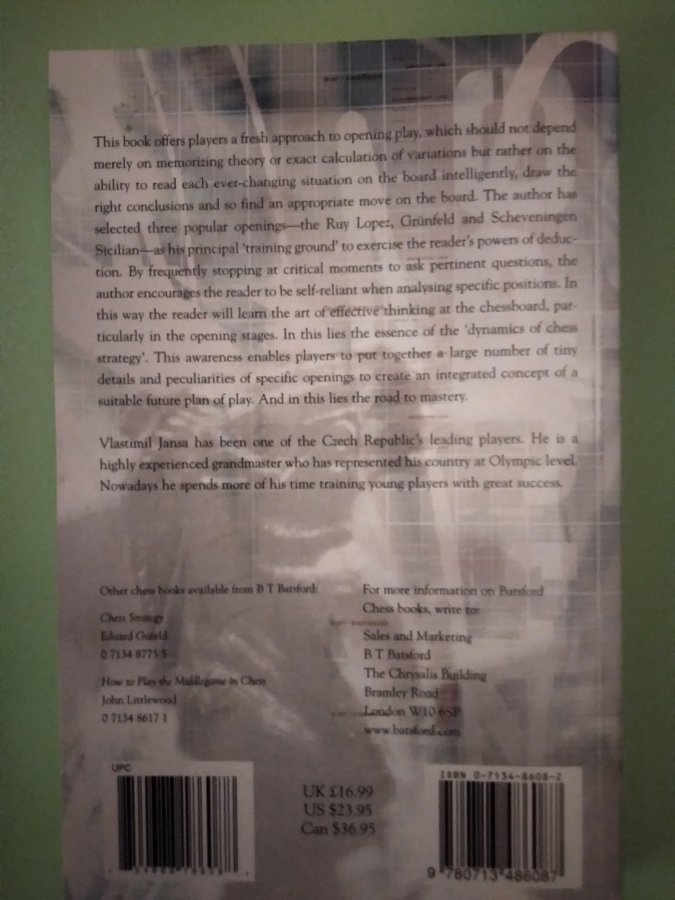 This book offers players a fresh approach to opening play, which should not depend
merely on memorizing theory or exact calculation of variations but rather on the
ability to read each ever-changing situation on the board intelligently, draw the
right conclusions and so find an appropriate move on the board. The author has
selected three popular openings—the Ruy Lopez, Grünfeld and Scheveningen
Sicilian—as his principal 'training ground' to exercise the reader's powers of deduc-
tion. By frequently stopping at critical moments to ask pertinent questions, the
author encourages the reader to be self-reliant when analysing specific positions. In
this way the reader will learn the art of effective thinking at the chessboard, par-
ticularly in the opening stages. In this lies the essence of the 'dynamics of chess
strategy'. This awareness enables players to put together a large number of tiny
details and peculiarities of specific openings to create an integrated concept of a
suitable future plan of play. And in this lies the road to mastery.
Vlastimil Jansa has been one of the Czech Republic's leading players. He is a
highly experienced grandmaster who has represented his country at Olympic level.
Nowadays he spends more of his time training young players with great success.
Other chess books available from B T Batsford:
Chess Strategy
Eduard Gufeld
0 7134 8775 5
How to Play the Middlegame in Chess
John Littlewood
0 7134 8617 1
For more information on Batsford
Chess books, write to:
Sales and Marketing
B T Batsford
The Chrysalis Building
Bramley Road
London W10 6SP
www.batsford.com
UPC
UK £16.99
US $23.95
Can $36.95
ISBN 0-7134-8608-2
9 780713 486087